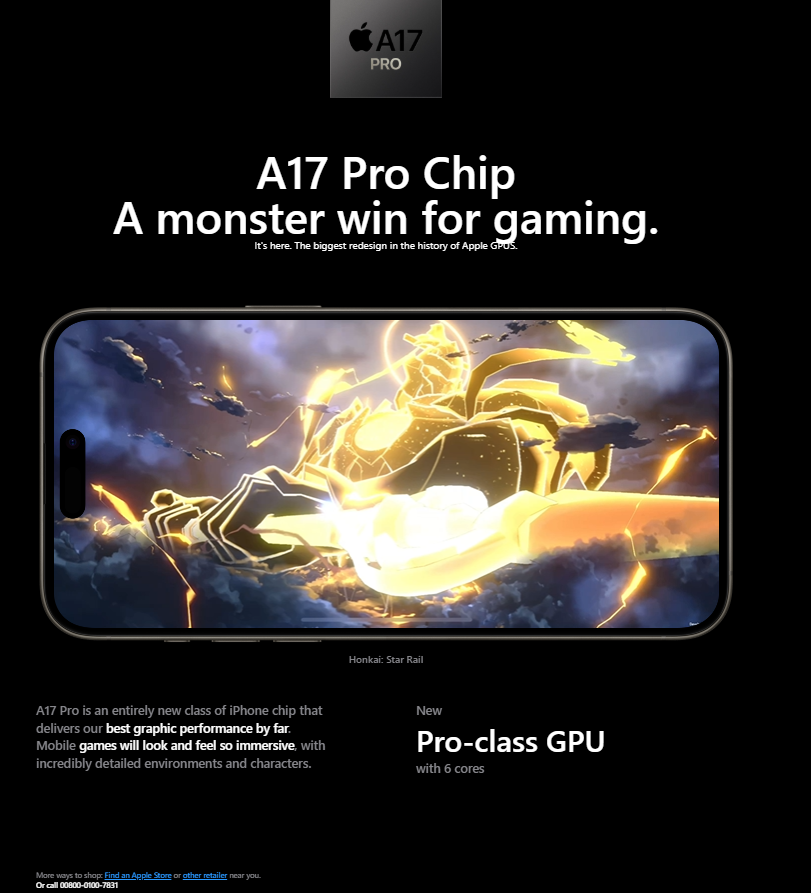 A17
PRO
A17 Pro Chip
A monster win for gaming.
It's here. The biggest redesign in the history of Apple GPUS.
Honkai: Star Rail
A17 Pro is an entirely new class of iPhone chip that
delivers our best graphic performance by far.
Mobile games will look and feel so immersive, with
incredibly detailed environments and characters.
New
Pro-class GPU
with 6 cores
More ways to shop: Find an Apple Store or other retailer near you.
Or call 00800-0100-7831